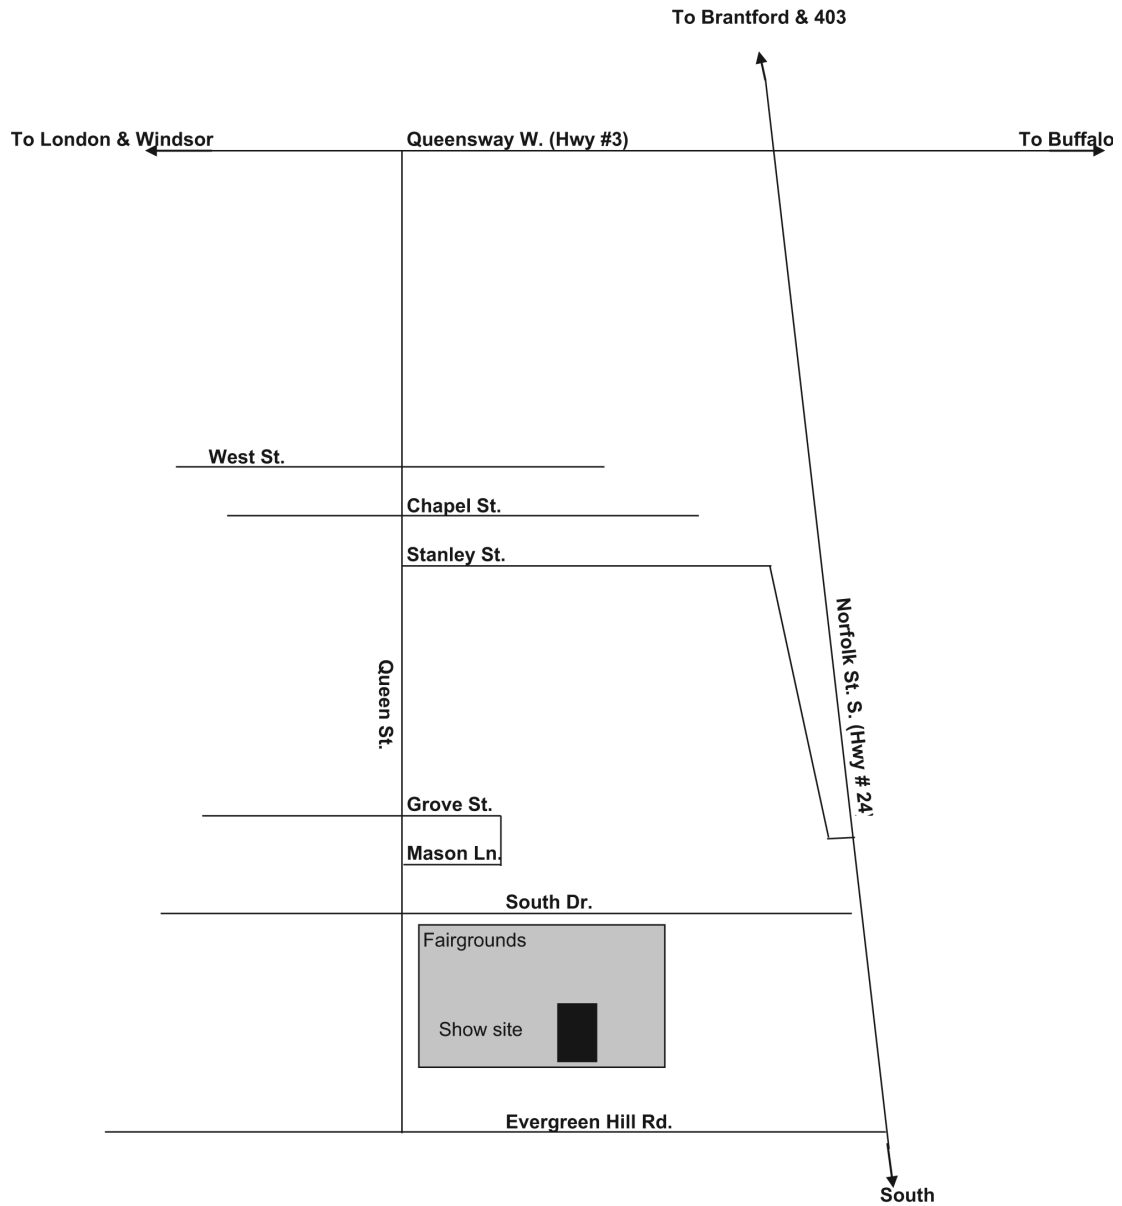 To Brantford & 403
To London & Windsor
Queensway W. (Hwy #3)
To Buffalo
West St.
Chapel St.
Stanley St.
Norfolk St. S. (Hwy # 24)
Queen St.
Grove St.
Mason Ln.
South Dr.
Fairgrounds
Show site
Evergreen Hill Rd.
South